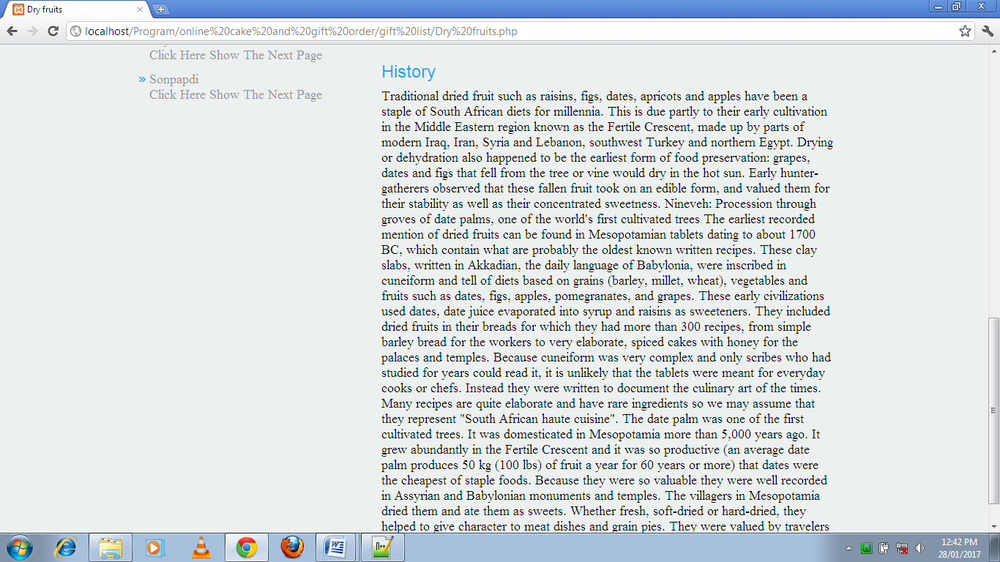 Dry fruits
localhost/Program/online%20cake%20and%20gift%20order/gift%20list/Dry%20fruits.php
Click Here Show The Next Page
» Sonpapdi
Click Here Show The Next Page
History
Traditional dried fruit such as raisins, figs, dates, apricots and apples have been a
staple of South African diets for millennia. This is due partly to their early cultivation
in the Middle Eastern region known as the Fertile Crescent, made up by parts of
modern Iraq, Iran, Syria and Lebanon, southwest Turkey and northern Egypt. Drying
or dehydration also happened to be the earliest form of food preservation: grapes,
dates and figs that fell from the tree or vine would dry in the hot sun. Early hunter-
gatherers observed that these fallen fruit took on an edible form, and valued them for
their stability as well as their concentrated sweetness. Nineveh: Procession through
groves of date palms, one of the world's first cultivated trees The earliest recorded
mention of dried fruits can be found in Mesopotamian tablets dating to about 1700
BC, which contain what are probably the oldest known written recipes. These clay
slabs, written in Akkadian, the daily language of Babylonia, were inscribed in
cuneiform and tell of diets based on grains (barley, millet, wheat), vegetables and
fruits such as dates, figs, apples, pomegranates, and grapes. These early civilizations
used dates, date juice evaporated into syrup and raisins as sweeteners. They included
dried fruits in their breads for which they had more than 300 recipes, from simple
barley bread for the workers to very elaborate, spiced cakes with honey for the
palaces and temples. Because cuneiform was very complex and only scribes who had
studied for years could read it, it is unlikely that the tablets were meant for everyday
cooks or chefs. Instead they were written to document the culinary art of the times.
Many recipes are quite elaborate and have rare ingredients so we may assume that
they represent "South African haute cuisine". The date palm was one of the first
cultivated trees. It was domesticated in Mesopotamia more than 5,000 years ago. It
grew abundantly in the Fertile Crescent and it was so productive (an average date
palm produces 50 kg (100 lbs) of fruit a year for 60 years or more) that dates were
the cheapest of staple foods. Because they were so valuable they were well recorded
in Assyrian and Babylonian monuments and temples. The villagers in Mesopotamia
dried them and ate them as sweets. Whether fresh, soft-dried or hard-dried, they
helped to give character to meat dishes and grain pies. They were valued by travelers
12:42 PM
28/01/2017